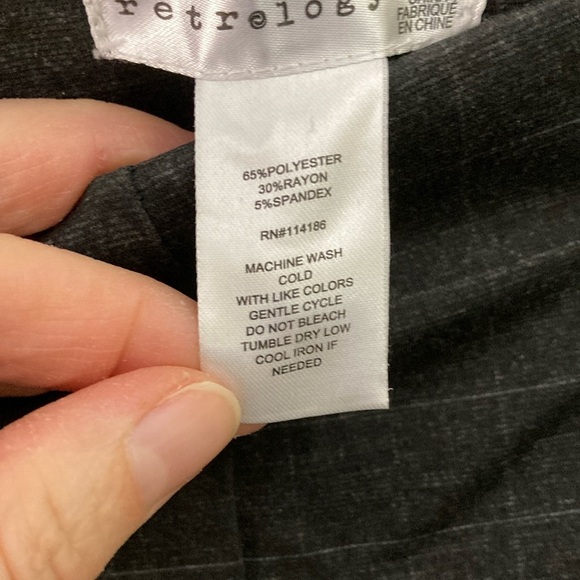 retrology
FABRIQUÉ
EN CHINE
65%POLYESTER
30%RAYON
5%SPANDEX
RN#114186
MACHINE WASH
COLD
WITH LIKE COLORS
GENTLE CYCLE
DO NOT BLEACH
TUMBLE DRY LOW
COOL IRON IF
NEEDED